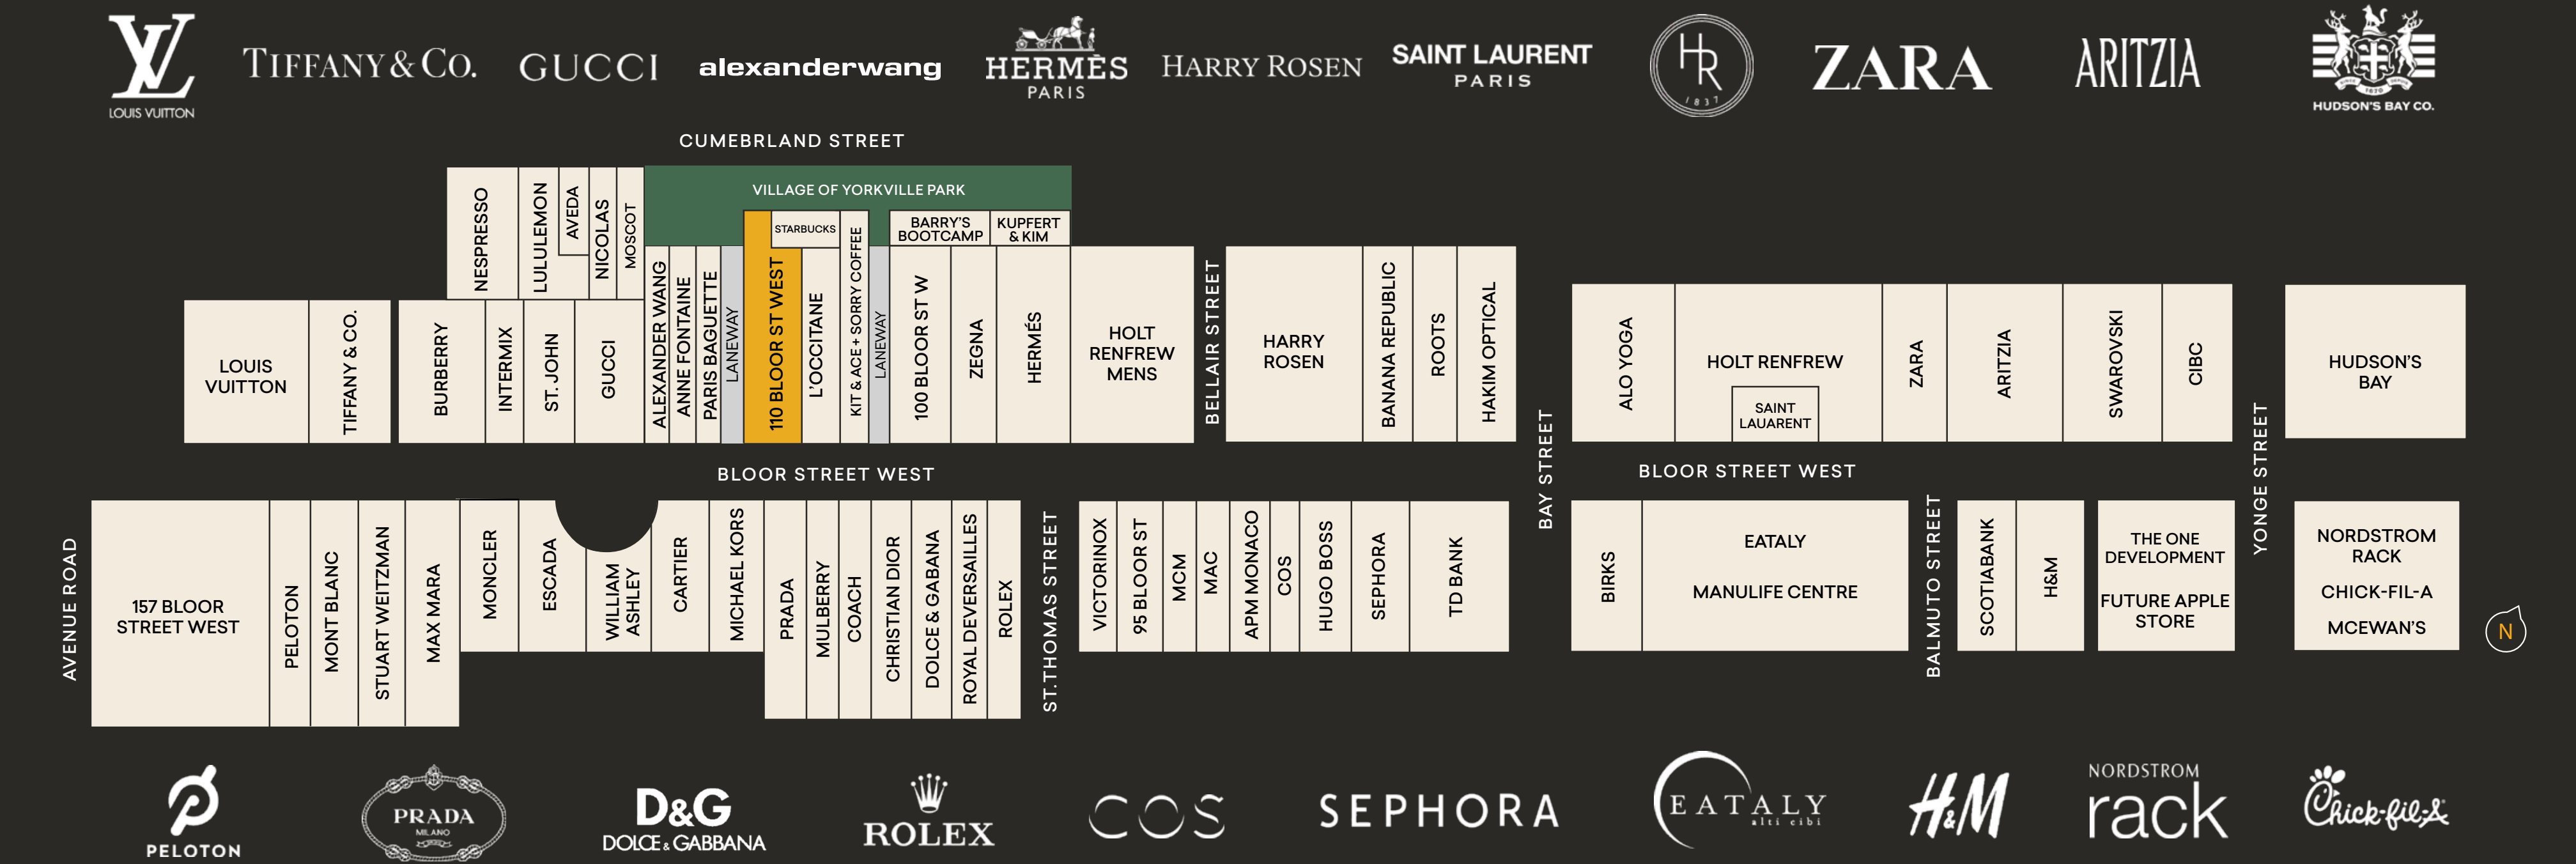 LV
LOUIS VUITTON
TIFFANY & CO.
GUCCI
alexanderwang
HERMÈS
PARIS
HARRY ROSEN
SAINT LAURENT
PARIS
HR
1837
ZARA
ARITZIA
1670
HUDSON'S BAY CO.
CUMEBRLAND STREET
NESPRESSO
LULULEMON
AVEDA
NICOLAS
MOSCOT
VILLAGE OF YORKVILLE PARK
STARBUCKS
BARRY'S
BOOTCAMP
KUPFERT
& KIM
LOUIS
VUITTON
TIFFANY & CO.
BURBERRY
INTERMIX
ST. JOHN
GUCCI
ALEXANDER WANG
ANNE FONTAINE
PARIS BAGUETTE
LANEWAY
110 BLOOR ST WEST
L'OCCITANE
KIT & ACE + SORRY COFFEE
LANEWAY
100 BLOOR ST W
ZEGNA
HERMÉS
HOLT
RENFREW
MENS
BELLAIR STREET
HARRY
ROSEN
BANANA REPUBLIC
ROOTS
HAKIM OPTICAL
BAY STREET
ALO YOGA
HOLT RENFREW
SAINT
LAUARENT
ZARA
ARITZIA
SWAROVSKI
CIBC
YONGE STREET
HUDSON'S
BAY
BLOOR STREET WEST
BLOOR STREET WEST
AVENUE ROAD
157 BLOOR
STREET WEST
PELOTON
MONT BLANC
STUART WEITZMAN
MAX MARA
MONCLER
ESCADA
WILLIAM
ASHLEY
CARTIER
MICHAEL KORS
PRADA
MULBERRY
COACH
CHRISTIAN DIOR
DOLCE & GABANA
ROYAL DEVERSAILLES
ROLEX
ST.THOMAS STREET
VICTORINOX
95 BLOOR ST
MCM
MAC
APM MONACO
COS
HUGO BOSS
SEPHORA
TD BANK
BIRKS
EATALY
MANULIFE CENTRE
BALMUTO STREET
SCOTIABANK
H&M
THE ONE
DEVELOPMENT
FUTURE APPLE
STORE
NORDSTROM
RACK
CHICK-FIL-A
MCEWAN'S
N
PELOTON
PRADA
MILANO
D&G
DOLCE & GABBANA
ROLEX
COS
SEPHORA
EATALY
alti cibi
H&M
NORDSTROM
rack
Chick-fil-A